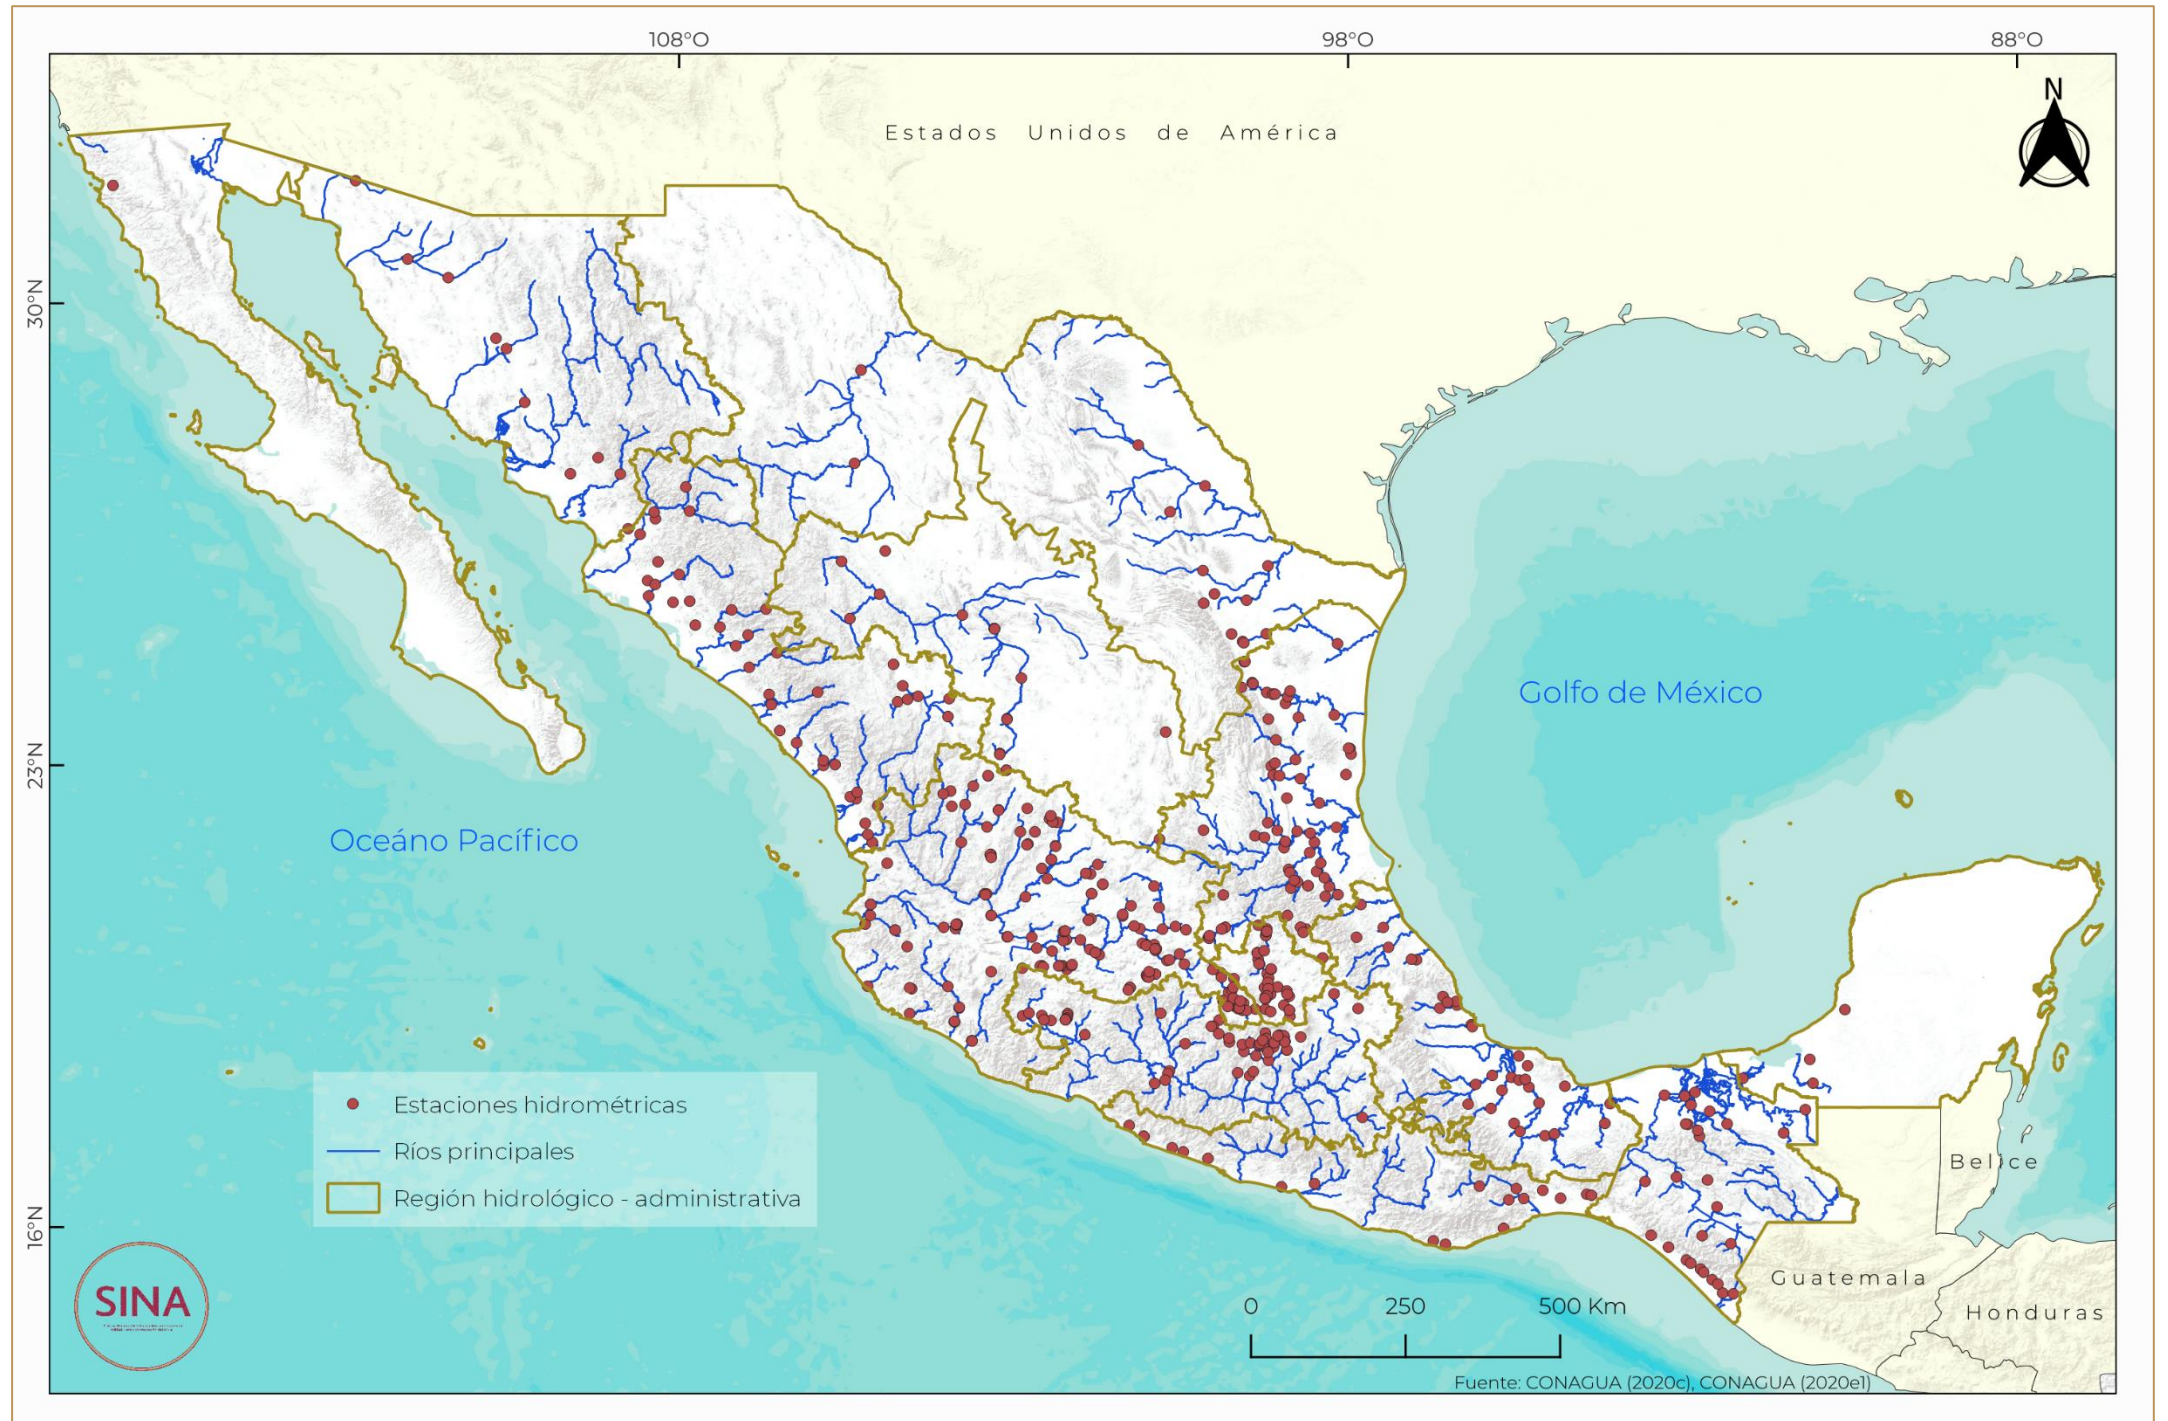 108°O
98°O
88°O
N
Estados Unidos de América
30°N
23°N
16°N
Golfo de México
Oceáno Pacífico
Estaciones hidrométricas
Ríos principales
Región hidrológico - administrativa
Belice
Guatemala
Honduras
SINA
0 250 500 Km
Fuente: CONAGUA (2020c), CONAGUA (2020e1)